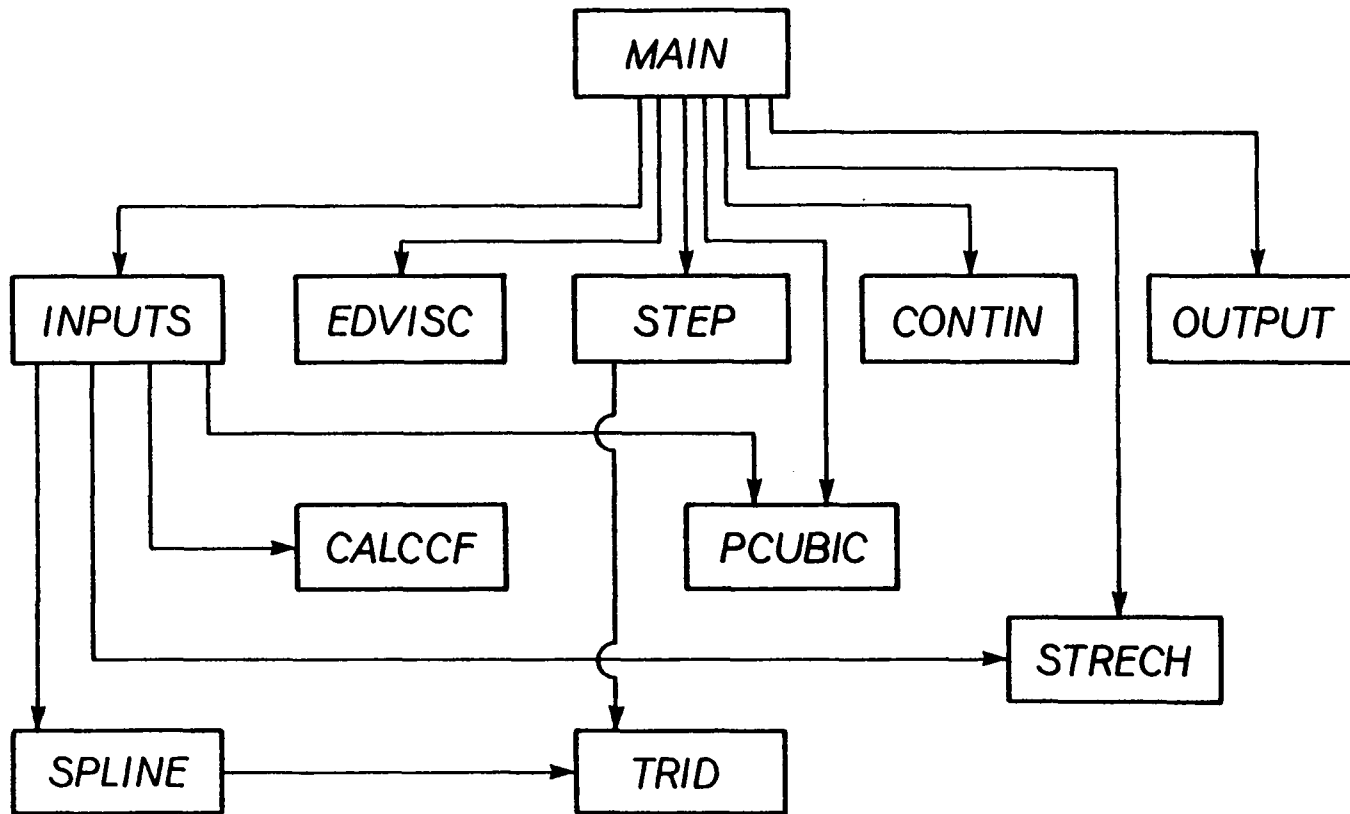 MAIN
INPUTS
EDVISC
STEP
CONTIN
OUTPUT
CALCCF
PCUBIC
STRECH
SPLINE
TRID